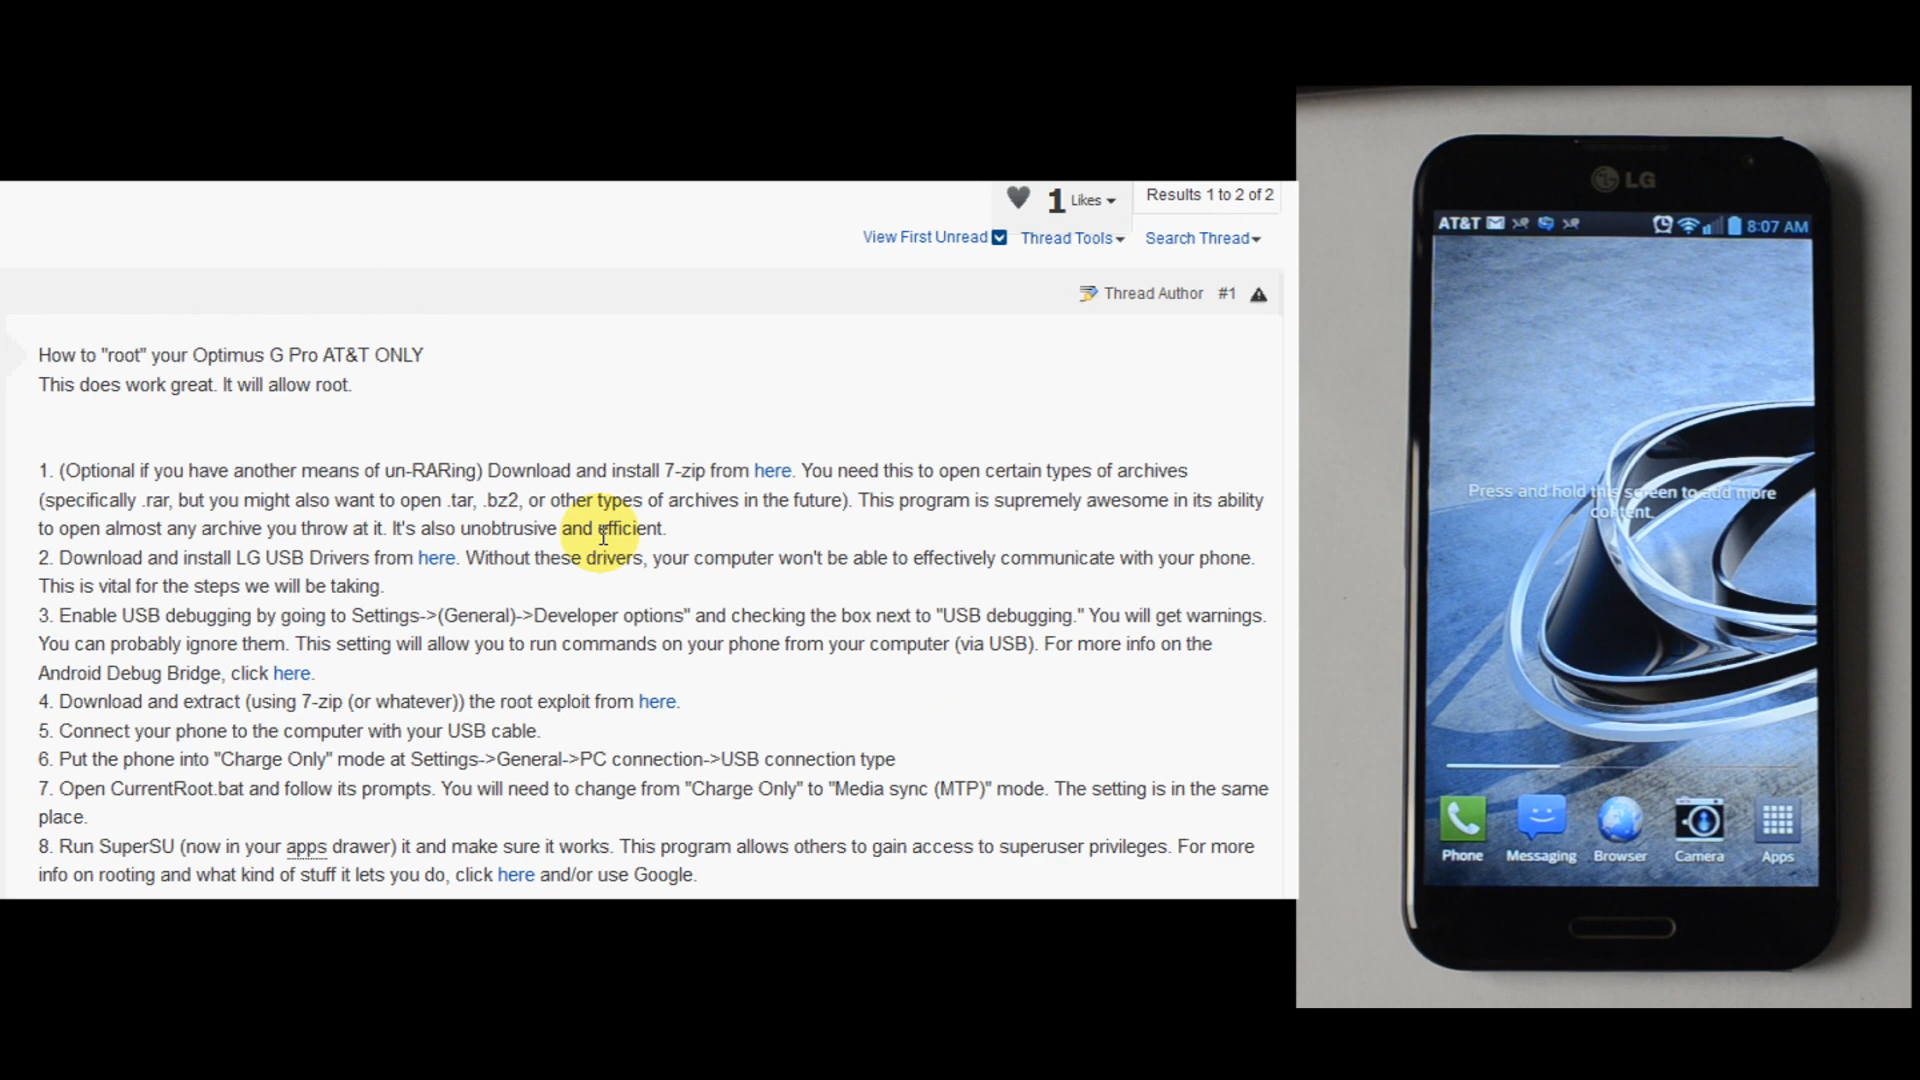 1 Likes
Results 1 to 2 of 2
View First Unread
Thread Tools
Search Thread
Thread Author #1
How to "root" your Optimus G Pro AT&T ONLY
This does work great. It will allow root.
1. (Optional if you have another means of un-RARing) Download and install 7-zip from here. You need this to open certain types of archives
(specifically .rar, but you might also want to open .tar, .bz2, or other types of archives in the future). This program is supremely awesome in its ability
to open almost any archive you throw at it. It's also unobtrusive and efficient.
2. Download and install LG USB Drivers from here. Without these drivers, your computer won't be able to effectively communicate with your phone.
This is vital for the steps we will be taking.
3. Enable USB debugging by going to Settings->(General)->Developer options" and checking the box next to "USB debugging." You will get warnings.
You can probably ignore them. This setting will allow you to run commands on your phone from your computer (via USB). For more info on the
Android Debug Bridge, click here.
4. Download and extract (using 7-zip (or whatever)) the root exploit from here.
5. Connect your phone to the computer with your USB cable.
6. Put the phone into "Charge Only" mode at Settings->General->PC connection->USB connection type
7. Open CurrentRoot.bat and follow its prompts. You will need to change from "Charge Only" to "Media sync (MTP)" mode. The setting is in the same
place.
8. Run SuperSU (now in your apps drawer) it and make sure it works. This program allows others to gain access to superuser privileges. For more
info on rooting and what kind of stuff it lets you do, click here and/or use Google.
LG
AT&T 8:07 AM
Press and hold this screen to add more
content.
Phone Messaging Browser Camera Apps